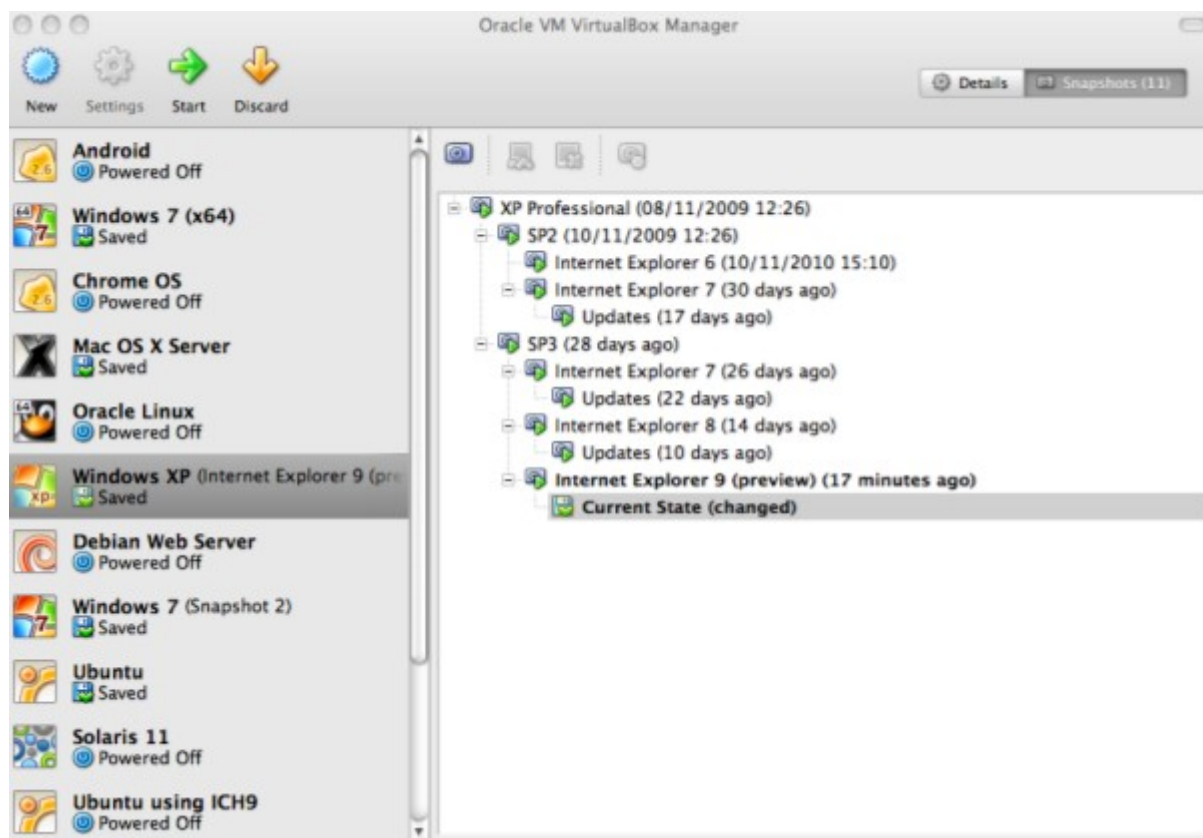 Oracle VM VirtualBox Manager
New Settings Start Discard
Details Snapshots (11)
Android
Powered Off
Windows 7 (x64)
Saved
Chrome OS
Powered Off
Mac OS X Server
Saved
Oracle Linux
Powered Off
Windows XP (Internet Explorer 9 (pre
Saved
Debian Web Server
Powered Off
Windows 7 (Snapshot 2)
Saved
Ubuntu
Saved
Solaris 11
Powered Off
Ubuntu using ICH9
Powered Off
XP Professional (08/11/2009 12:26)
SP2 (10/11/2009 12:26)
Internet Explorer 6 (10/11/2010 15:10)
Internet Explorer 7 (30 days ago)
Updates (17 days ago)
SP3 (28 days ago)
Internet Explorer 7 (26 days ago)
Updates (22 days ago)
Internet Explorer 8 (14 days ago)
Updates (10 days ago)
Internet Explorer 9 (preview) (17 minutes ago)
Current State (changed)